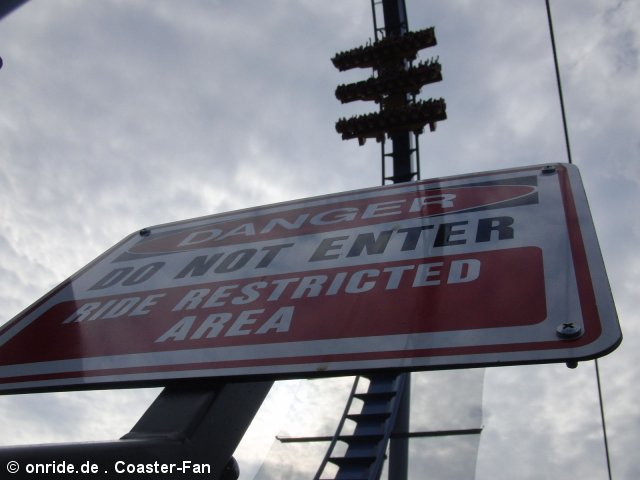 DANGER
DO NOT ENTER
RIDE RESTRICTED
AREA
© onride.de . Coaster-Fan